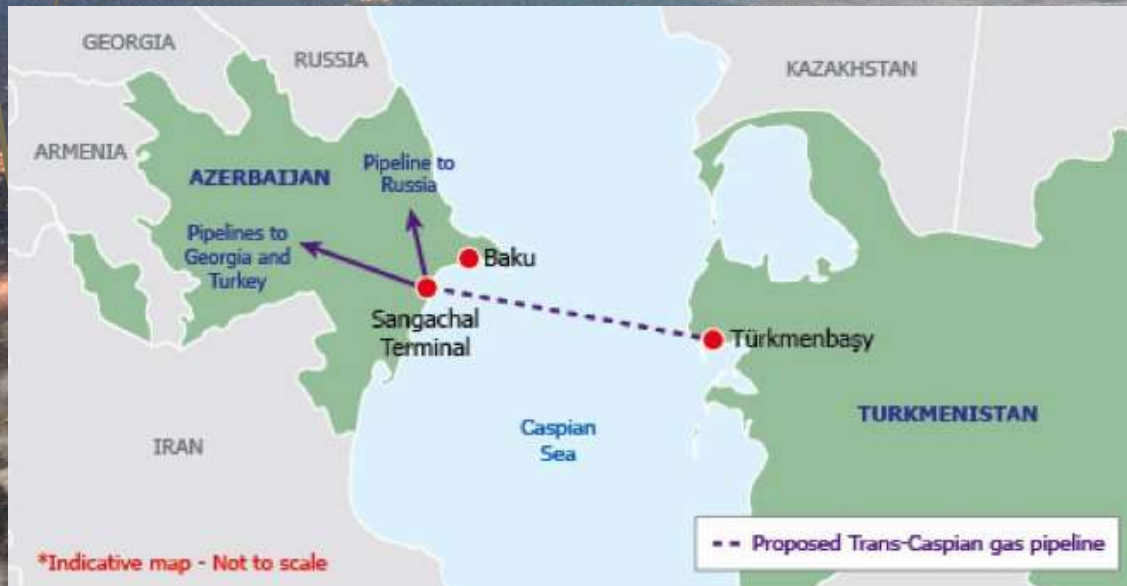 GEORGIA
RUSSIA
KAZAKHSTAN
ARMENIA
AZERBAIJAN
Pipeline to
Russia
Pipelines to
Georgia and
Turkey
Baku
Sangachal
Terminal
Türkmenbaşy
Caspian
Sea
TURKMENISTAN
IRAN
*Indicative map - Not to scale
Proposed Trans-Caspian gas pipeline